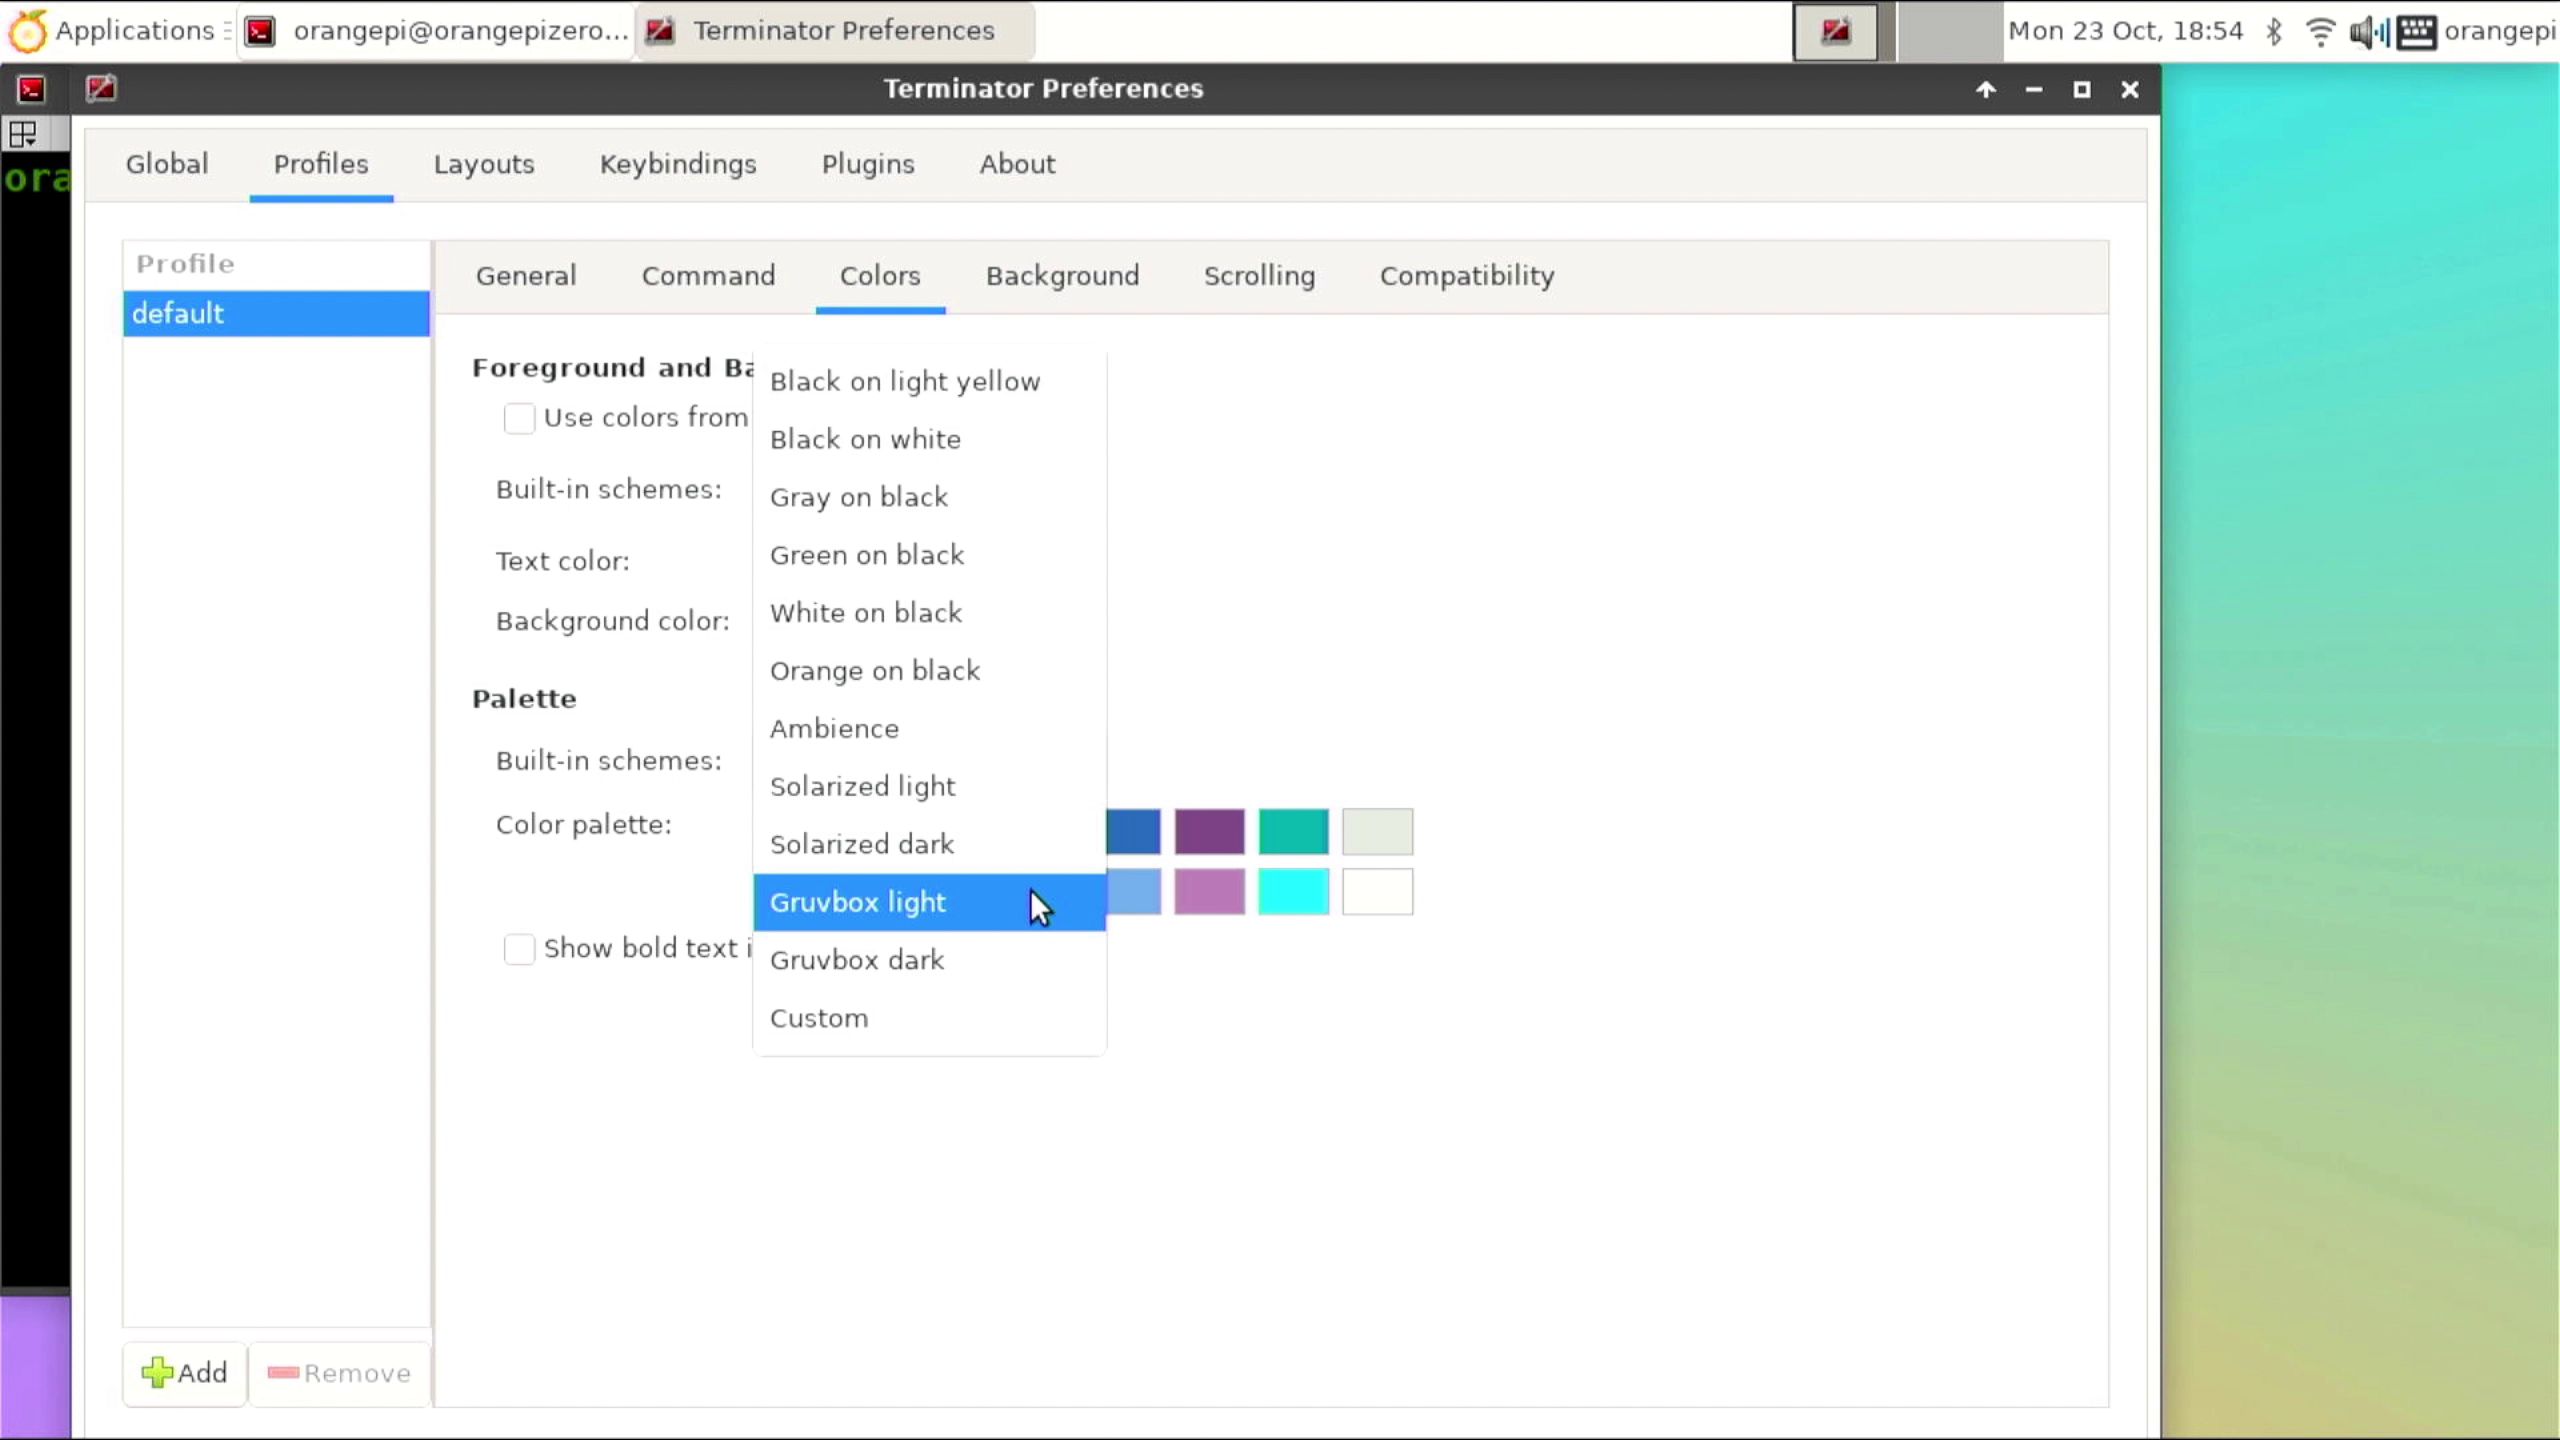 Applications orangepi@orangepizero... Terminator Preferences Mon 23 Oct, 18:54 orangepi
Terminator Preferences
Global Profiles Layouts Keybindings Plugins About
ora
Profile
default
General Command Colors Background Scrolling Compatibility
Foreground and Ba
Use colors from
Built-in schemes:
Text color:
Background color:
Palette
Built-in schemes:
Color palette:
Show bold text i
Black on light yellow
Black on white
Gray on black
Green on black
White on black
Orange on black
Ambience
Solarized light
Solarized dark
Gruvbox light
Gruvbox dark
Custom
Add Remove